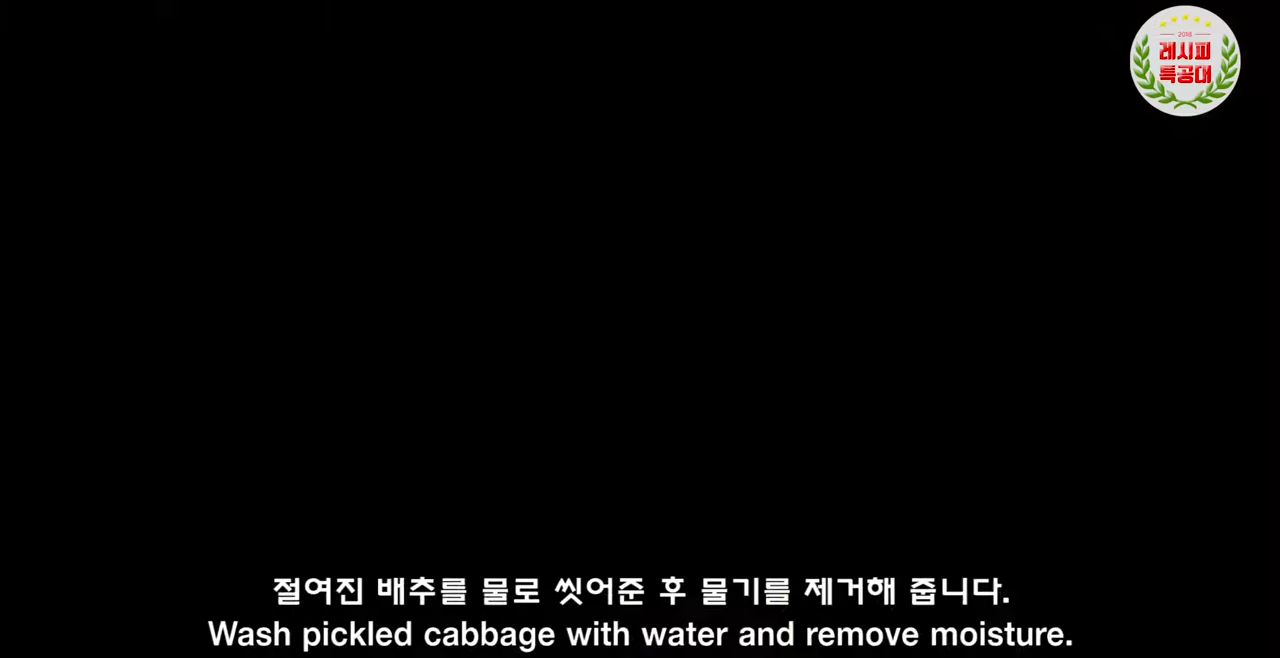 2018
레시피
특공대
절여진 배추를 물로 씻어준 후 물기를 제거해 줍니다.
Wash pickled cabbage with water and remove moisture.